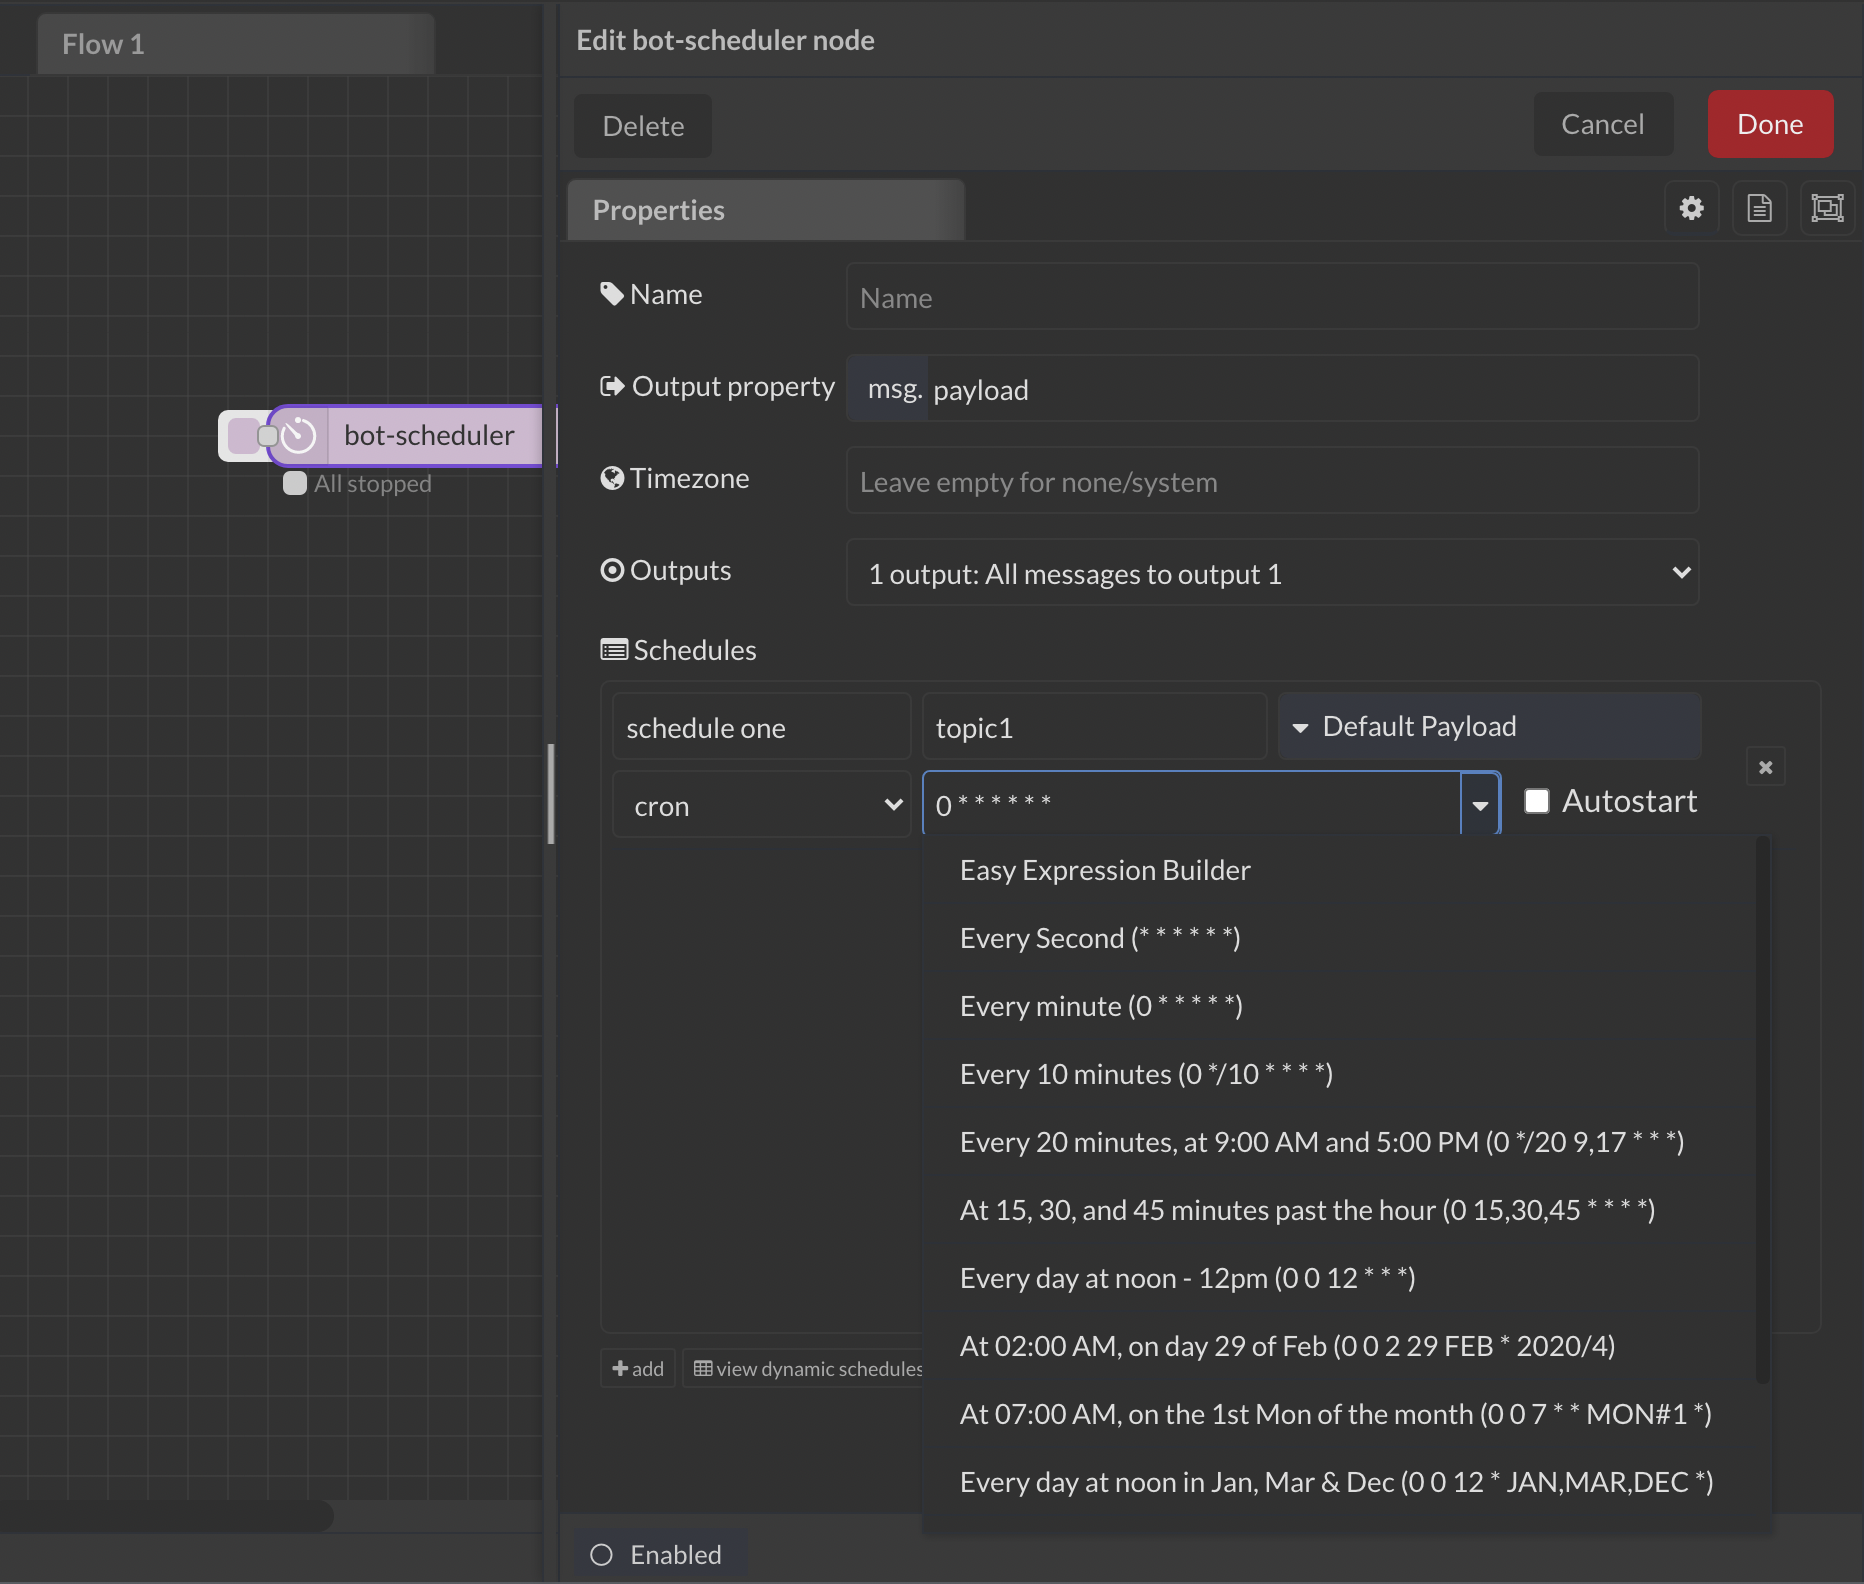 Flow 1
Edit bot-scheduler node
Delete
Cancel
Done
Properties
Name
Name
Output property
msg. payload
bot-scheduler
All stopped
Timezone
Leave empty for none/system
Outputs
1 output: All messages to output 1
Schedules
schedule one
topic1
Default Payload
cron
0 * * * * * *
Autostart
Easy Expression Builder
Every Second (* * * * * *)
Every minute (0 * * * * *)
Every 10 minutes (0 */10 * * * *)
Every 20 minutes, at 9:00 AM and 5:00 PM (0 */20 9,17 * * *)
At 15, 30, and 45 minutes past the hour (0 15,30,45 * * * *)
Every day at noon - 12pm (0 0 12 * * *)
At 02:00 AM, on day 29 of Feb (0 0 2 29 FEB * 2020/4)
add
view dynamic schedules
At 07:00 AM, on the 1st Mon of the month (0 0 7 * * MON#1 *)
Every day at noon in Jan, Mar & Dec (0 0 12 * JAN,MAR,DEC *)
Enabled